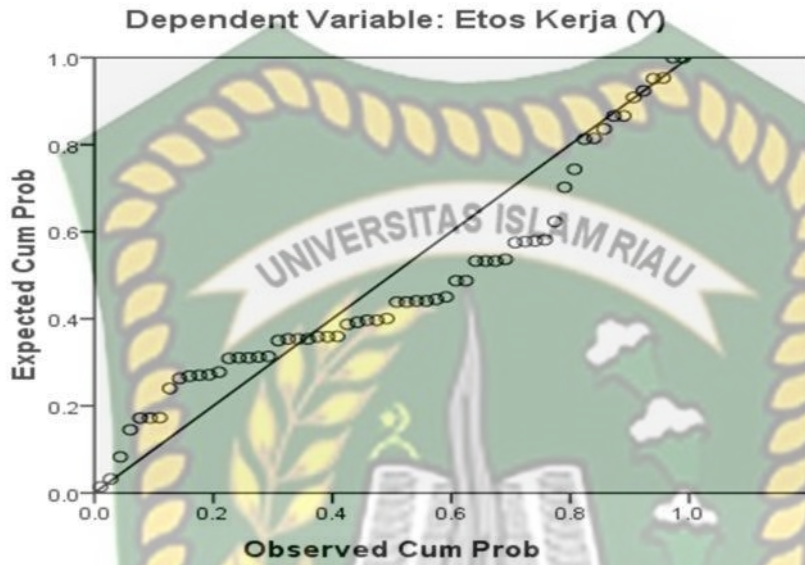 Dependent Variable: Etos Kerja (Y)
1.0
0.8
0.6
0.4
0.2
0.0
Expected Cum Prob
UNIVERSITAS ISLAM RIAU
0.0 0.2 0.4 0.6 0.8 1.0
Observed Cum Prob